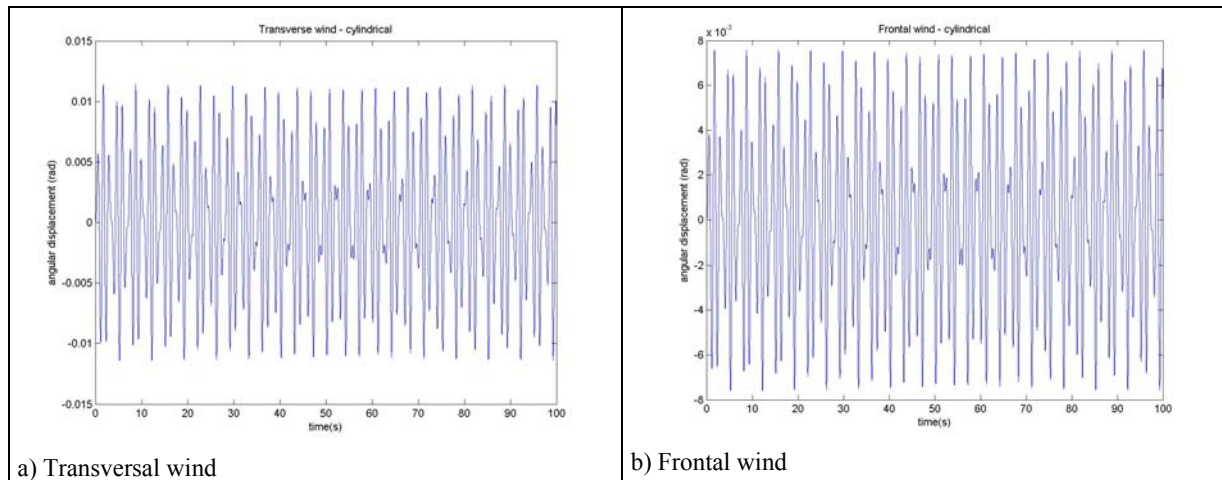 Transverse wind - cylindrical
0.015
0.01
0.005
0
-0.005
-0.01
-0.015
angular displacement (rad)
0 10 20 30 40 50 60 70 80 90 100
time(s)
a) Transversal wind
x 10-3
Frontal wind - cylindrical
8
6
4
2
0
-2
-4
-6
-8
angular displacement (rad)
0 10 20 30 40 50 60 70 80 90 100
time(s)
b) Frontal wind